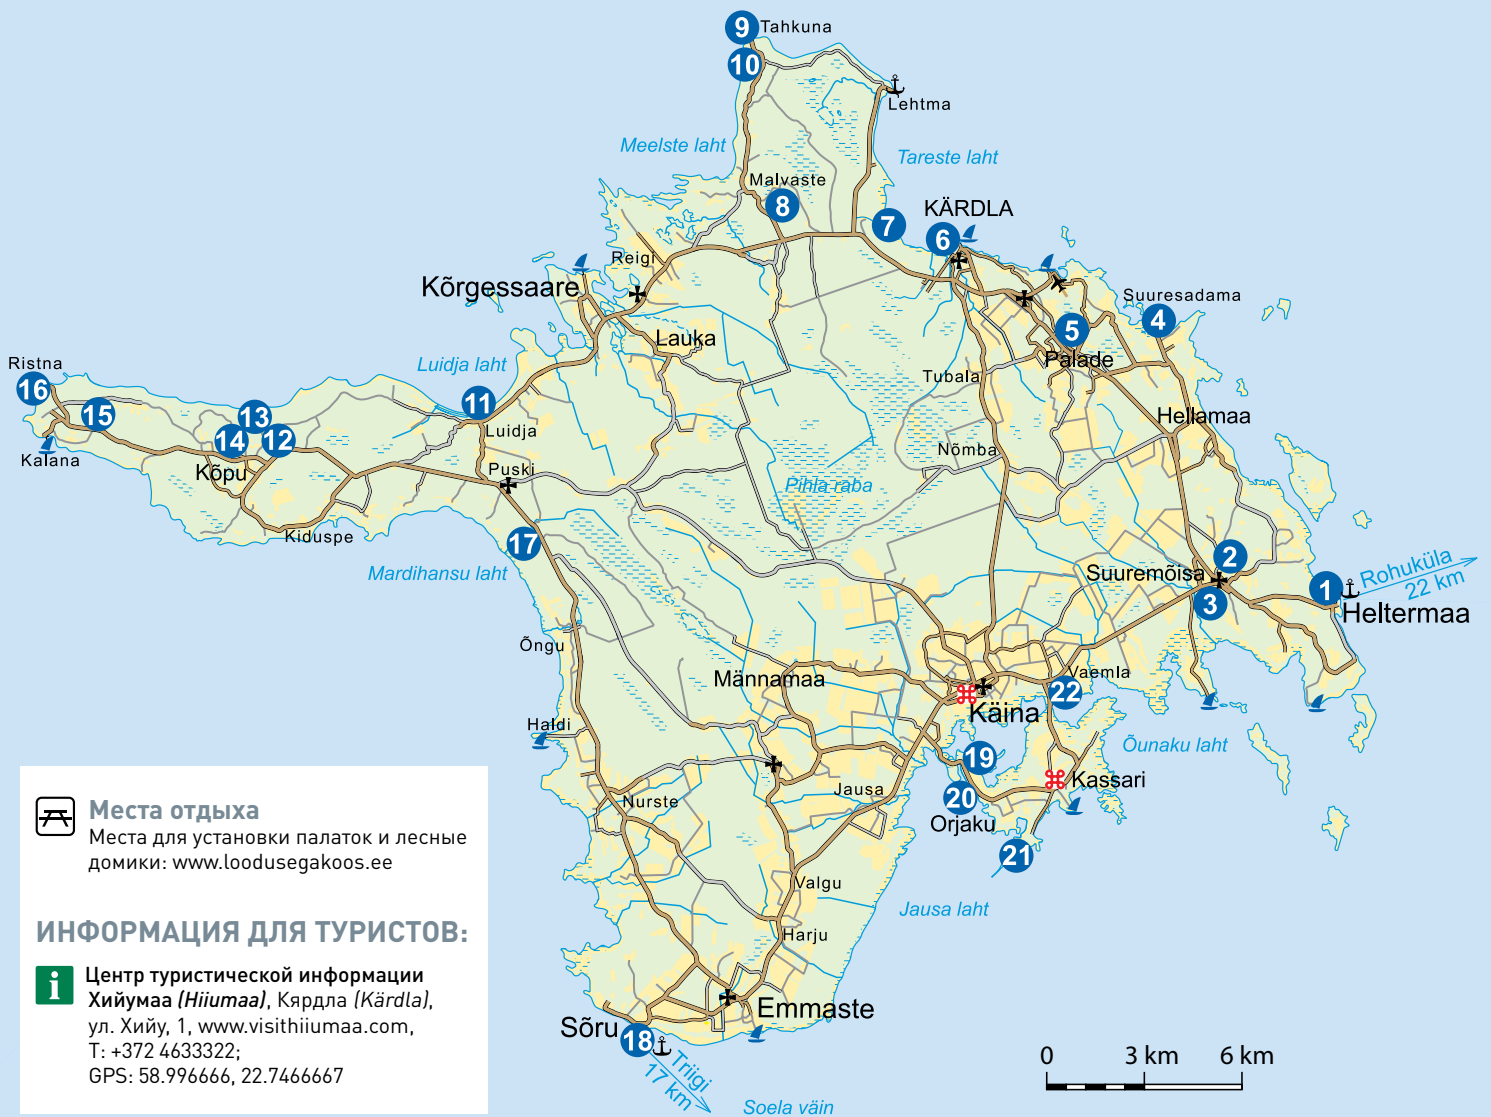 9 Tahkuna
10
Lehtma
Meelste laht
Tareste laht
Malvaste
8
KÄRDLA
7
6
Reigi
Kõrgessaare
Suuresadama
4
5
Lauka
Palade
Ristna
Luidja laht
Tubala
16
15
13
11
14
12
Luidja
Hellamaa
Kalana
Kõpu
Puski
Nõmba
Pihla raba
Kiduspe
17
Mardihansu laht
2
Suuremõisa
3
1
Rohuküla
22 km
Heltermaa
Õngu
Männamaa
Vaemla
22
Käina
Haldi
Õunaku laht
19
Kassari
Nurste
Jausa
20
Orjaku
21
Valgu
Jausa laht
Harju
Emmaste
Sõru
18
Triigi
17 km
Soela väin
0 3 km 6 km
Места отдыха
Места для установки палаток и лесные
домики: www.loodusegakoos.ee
ИНФОРМАЦИЯ ДЛЯ ТУРИСТОВ:
i Центр туристической информации
Хийумаа (Hiiumaa), Кярдла (Kärdla),
ул. Хийу, 1, www.visithiiumaa.com,
T: +372 4633322;
GPS: 58.996666, 22.7466667